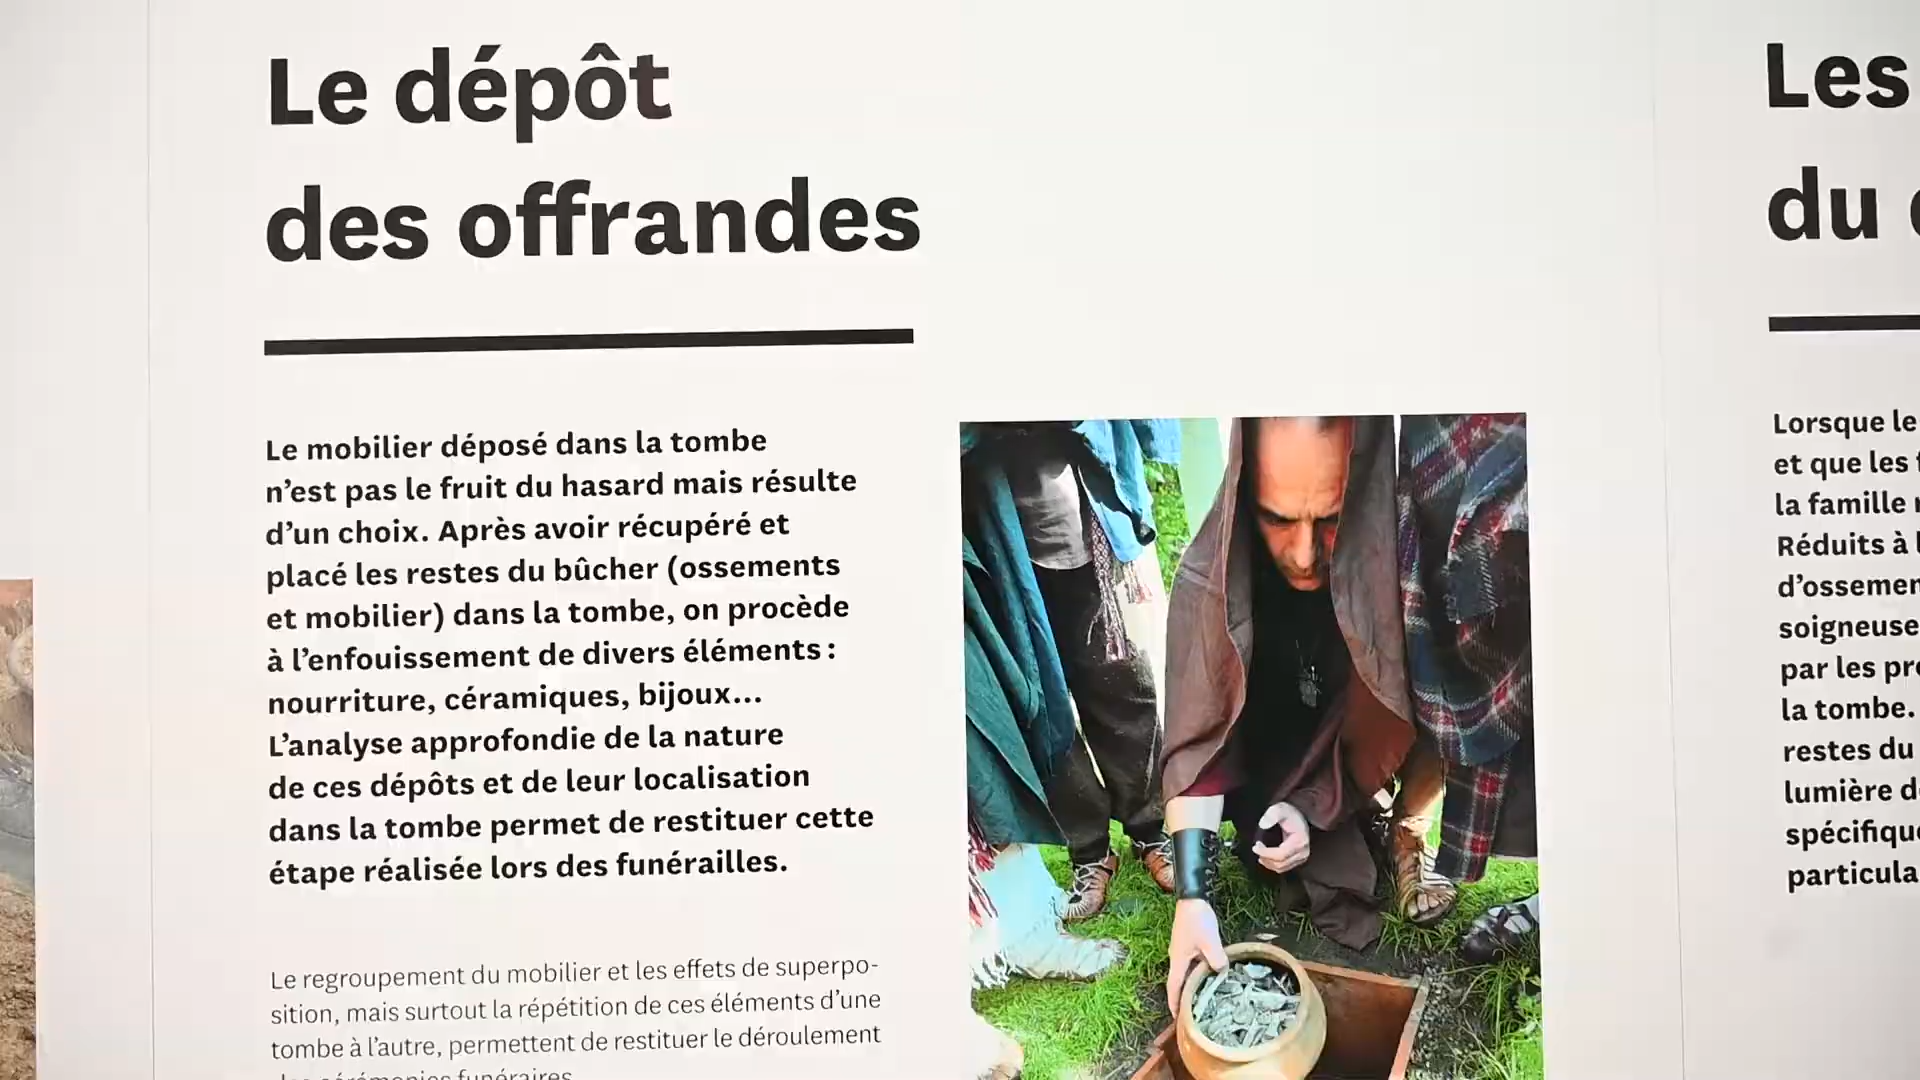 Le dépôt
des offrandes
Le mobilier déposé dans la tombe
n’est pas le fruit du hasard mais résulte
d’un choix. Après avoir récupéré et
placé les restes du bûcher (ossements
et mobilier) dans la tombe, on procède
à l’enfouissement de divers éléments :
nourriture, céramiques, bijoux...
L’analyse approfondie de la nature
de ces dépôts et de leur localisation
dans la tombe permet de restituer cette
étape réalisée lors des funérailles.
Le regroupement du mobilier et les effets de superpo-
sition, mais surtout la répétition de ces éléments d’une
tombe à l’autre, permettent de restituer le déroulement
cérémonies funéraires
Les
du
Lorsque le
et que les
la famille
Réduits à
d’ossemen
soigneuse
par les pr
la tombe.
restes du
lumière d
spécifiqu
particula